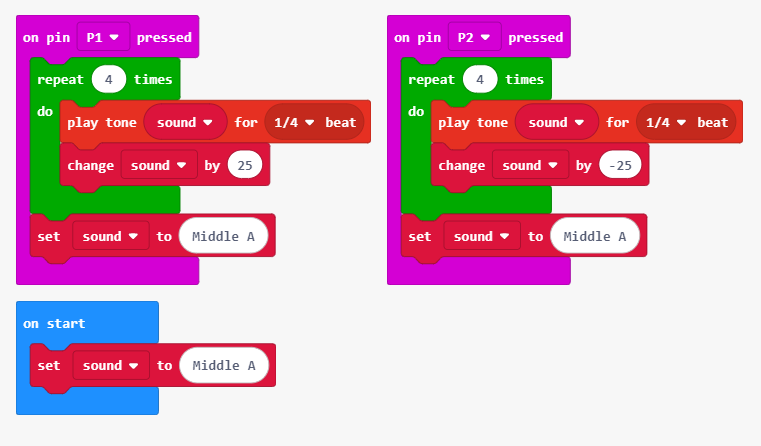 on pin P1 pressed
repeat 4 times
do
play tone sound for 1/4 beat
change sound by 25
set sound to Middle A
on pin P2 pressed
repeat 4 times
do
play tone sound for 1/4 beat
change sound by -25
set sound to Middle A
on start
set sound to Middle A